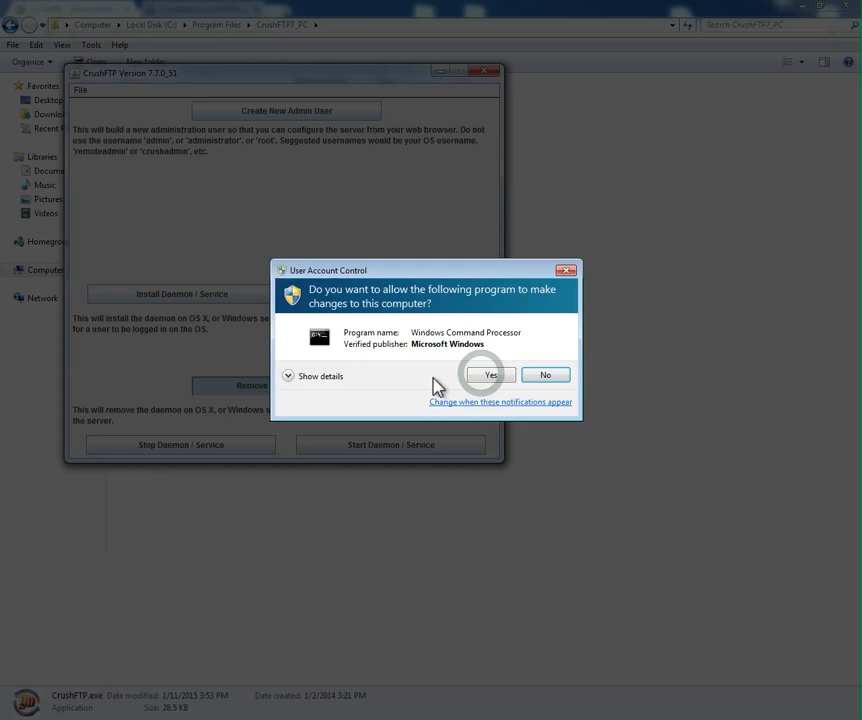 Computer ▸ Local Disk (C:) ▸ Program Files ▸ CrushFTP7_PC ▸
Search CrushFTP7_PC
File Edit View Tools Help
Organize Open New folder
CrushFTP Version 7.7.0_51
File
Favorites
Desktop
Downlo
Recent P
Libraries
Docume
Music
Pictures
Videos
Homegro
Computer
Network
Create New Admin User
This will build a new administration user so that you can configure the server from your web browser. Do not
use the username 'admin', or 'administrator', or 'root'. Suggested usernames would be your OS username,
'remoteadmin' or 'crushadmin', etc.
Install Daemon / Service
This will install the daemon on OS X, or Windows se
for a user to be logged in on the OS.
Remove
This will remove the daemon on OS X, or Windows s
the server.
Stop Daemon / Service
Start Daemon / Service
User Account Control
Do you want to allow the following program to make
changes to this computer?
Program name: Windows Command Processor
Verified publisher: Microsoft Windows
Show details
Yes
No
Change when these notifications appear
CrushFTP.exe Date modified: 1/11/2015 3:53 PM Date created: 1/2/2014 3:21 PM
Application Size: 28.5 KB